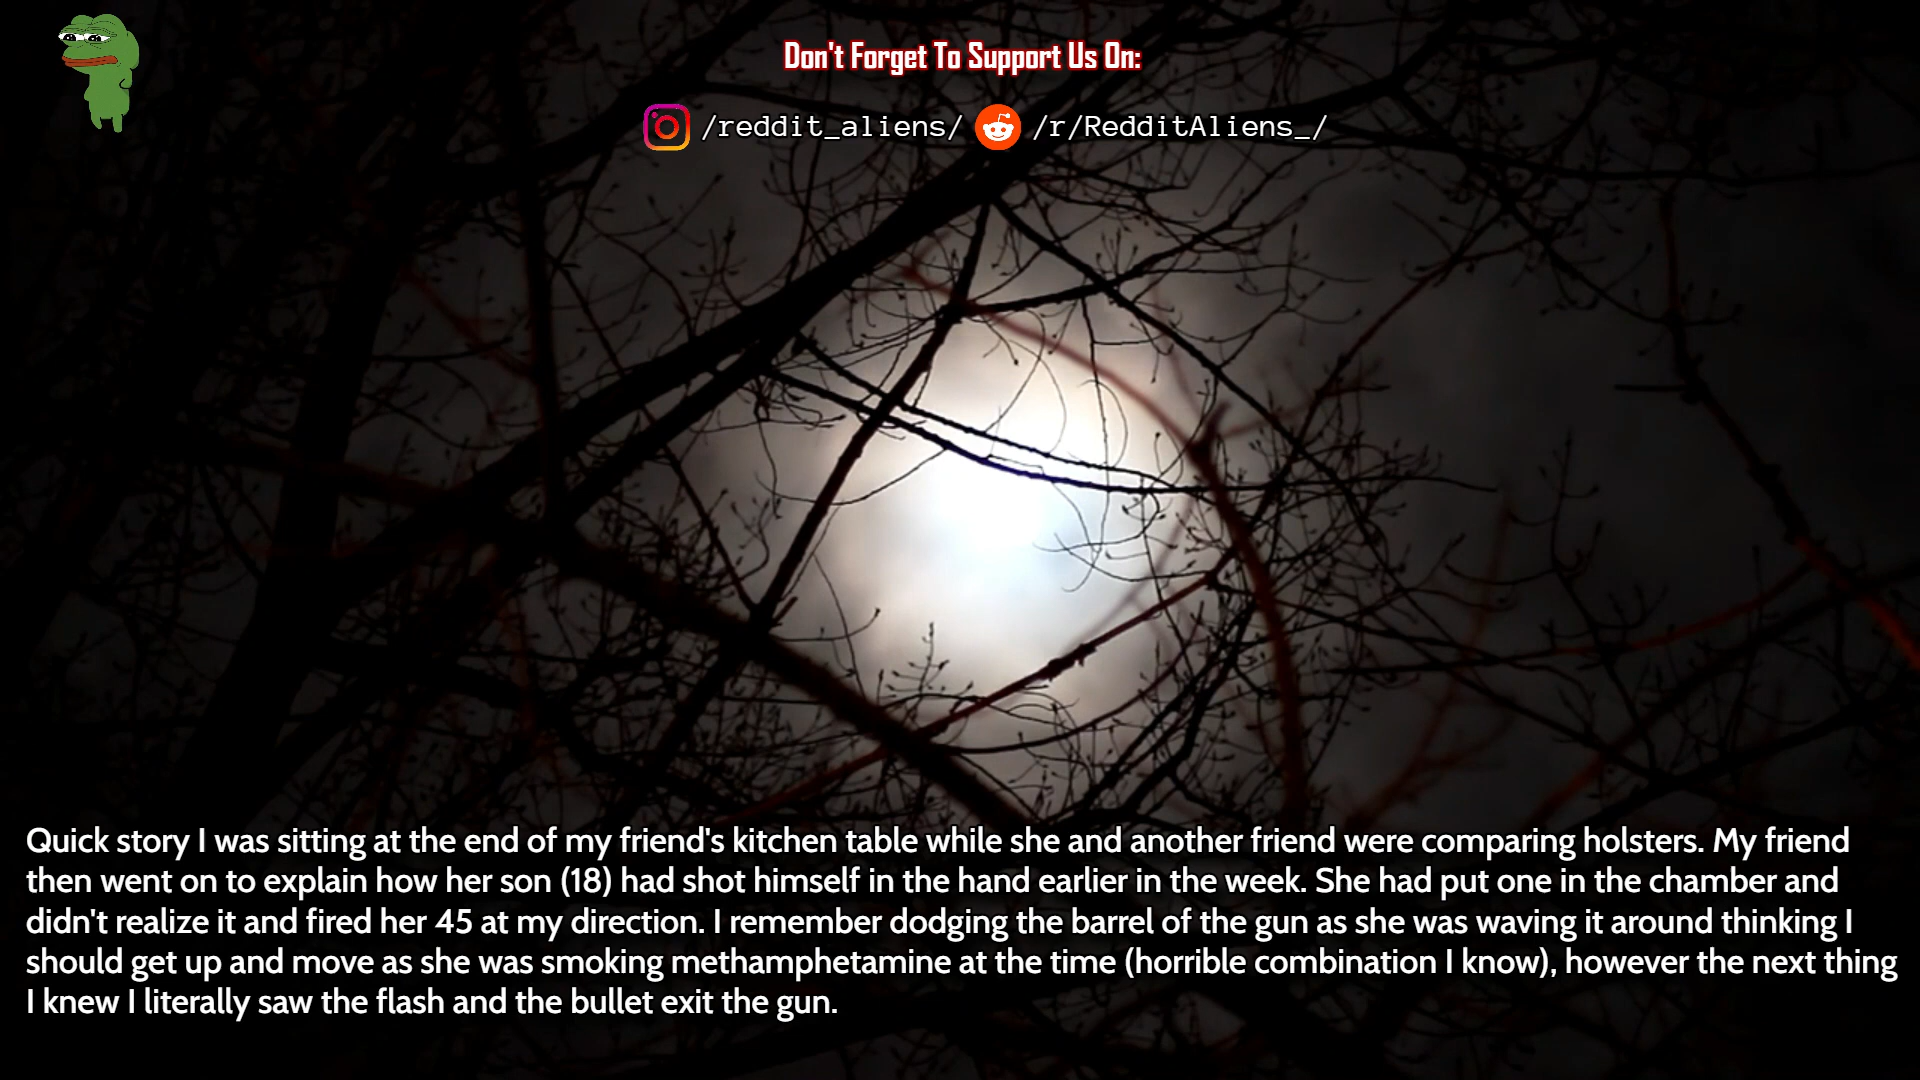 Don't Forget To Support Us On:
/reddit_aliens/ /r/RedditAliens_/
Quick story I was sitting at the end of my friend's kitchen table while she and another friend were comparing holsters. My friend
then went on to explain how her son (18) had shot himself in the hand earlier in the week. She had put one in the chamber and
didn't realize it and fired her 45 at my direction. I remember dodging the barrel of the gun as she was waving it around thinking I
should get up and move as she was smoking methamphetamine at the time (horrible combination I know), however the next thing
I knew I literally saw the flash and the bullet exit the gun.